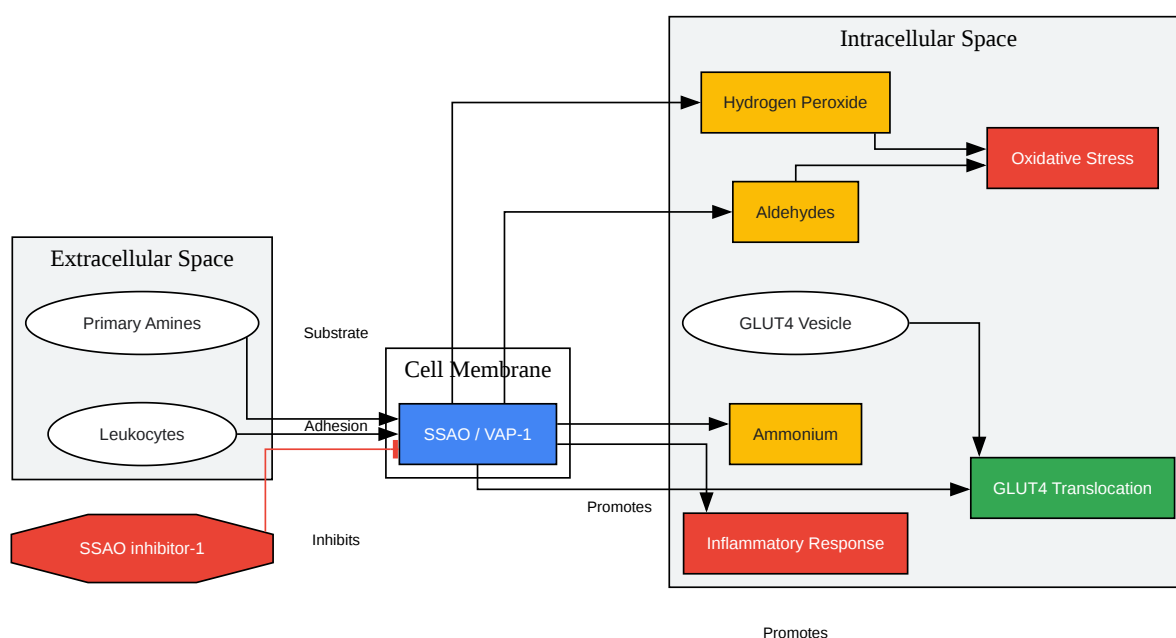 Intracellular Space
Hydrogen Peroxide
Oxidative Stress
Aldehydes
Extracellular Space
Primary Amines
GLUT4 Vesicle
Substrate
Cell Membrane
Leukocytes
Adhesion
SSAO / VAP-1
Ammonium
GLUT4 Translocation
Promotes
SSAO inhibitor-1
Inhibits
Inflammatory Response
Promotes